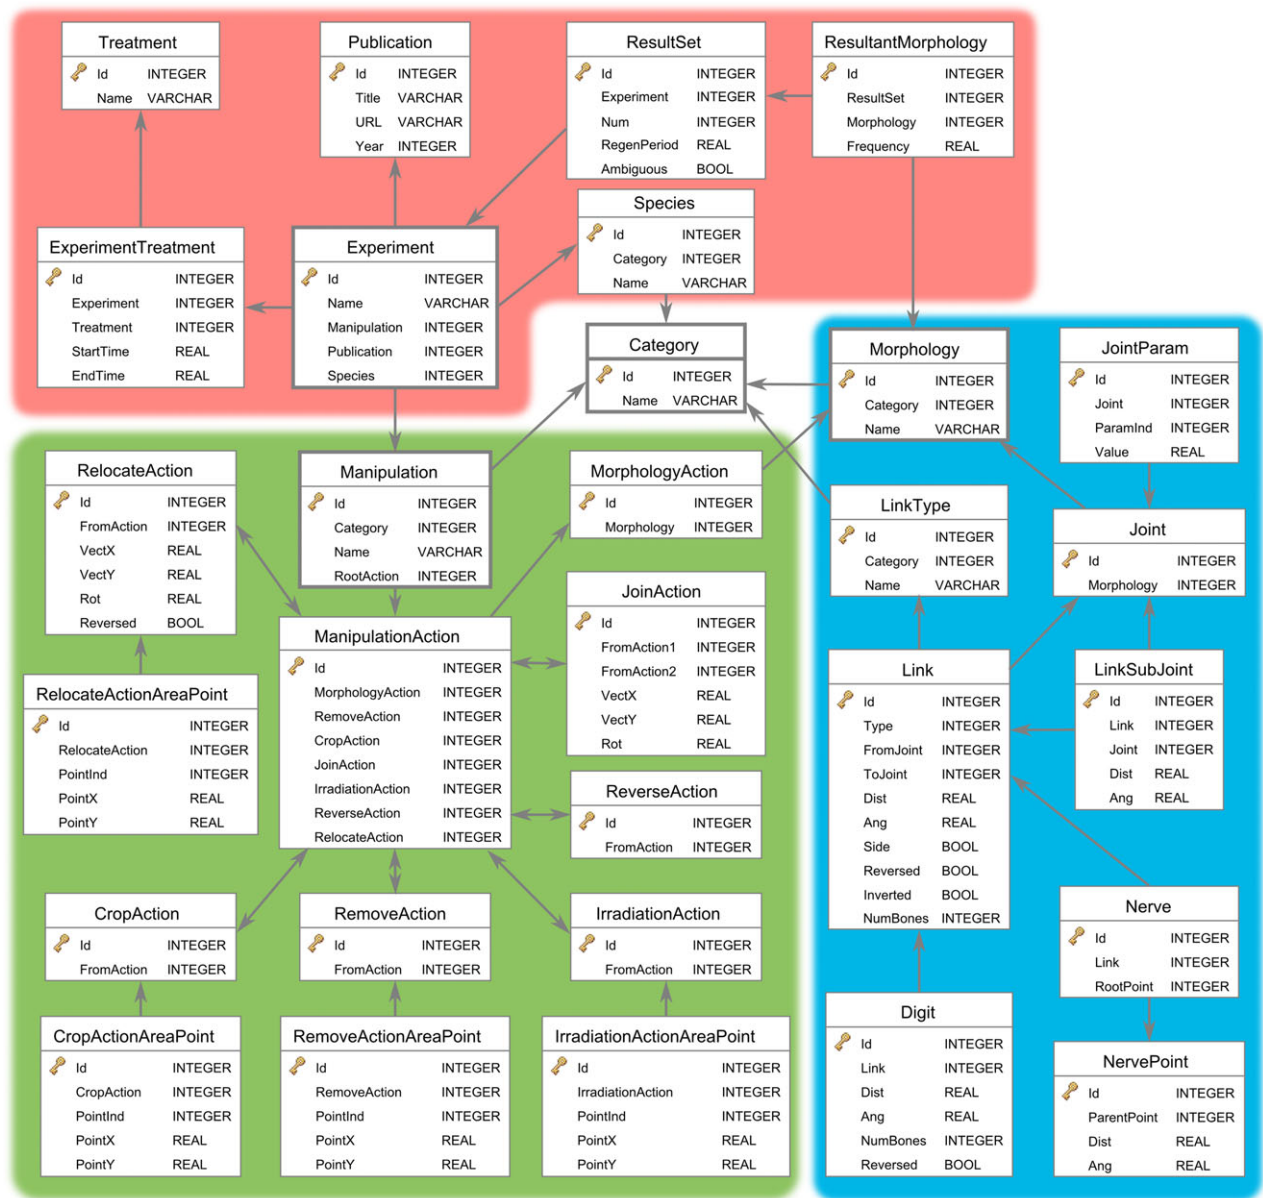 Treatment
Id INTEGER
Name VARCHAR
Publication
Id INTEGER
Title VARCHAR
URL VARCHAR
Year INTEGER
ResultSet
Id INTEGER
Experiment INTEGER
Num INTEGER
RegenPeriod REAL
Ambiguous BOOL
ResultantMorphology
Id INTEGER
ResultSet INTEGER
Morphology INTEGER
Frequency REAL
ExperimentTreatment
Id INTEGER
Experiment INTEGER
Treatment INTEGER
StartTime REAL
EndTime REAL
Experiment
Id INTEGER
Name VARCHAR
Manipulation INTEGER
Publication INTEGER
Species INTEGER
Species
Id INTEGER
Category INTEGER
Name VARCHAR
Category
Id INTEGER
Name VARCHAR
Morphology
Id INTEGER
Category INTEGER
Name VARCHAR
JointParam
Id INTEGER
Joint INTEGER
ParamInd INTEGER
Value REAL
RelocateAction
Id INTEGER
FromAction INTEGER
VectX REAL
VectY REAL
Rot REAL
Reversed BOOL
Manipulation
Id INTEGER
Category INTEGER
Name VARCHAR
RootAction INTEGER
MorphologyAction
Id INTEGER
Morphology INTEGER
LinkType
Id INTEGER
Category INTEGER
Name VARCHAR
Joint
Id INTEGER
Morphology INTEGER
RelocateActionAreaPoint
Id INTEGER
RelocateAction INTEGER
PointInd INTEGER
PointX REAL
PointY REAL
ManipulationAction
Id INTEGER
MorphologyAction INTEGER
RemoveAction INTEGER
CropAction INTEGER
JoinAction INTEGER
IrradiationAction INTEGER
ReverseAction INTEGER
RelocateAction INTEGER
JoinAction
Id INTEGER
FromAction1 INTEGER
FromAction2 INTEGER
VectX REAL
VectY REAL
Rot REAL
ReverseAction
Id INTEGER
FromAction INTEGER
Link
Id INTEGER
Type INTEGER
FromJoint INTEGER
ToJoint INTEGER
Dist REAL
Ang REAL
Side BOOL
Reversed BOOL
Inverted BOOL
NumBones INTEGER
LinkSubJoint
Id INTEGER
Link INTEGER
Joint INTEGER
Dist REAL
Ang REAL
CropAction
Id INTEGER
FromAction INTEGER
RemoveAction
Id INTEGER
FromAction INTEGER
IrradiationAction
Id INTEGER
FromAction INTEGER
Nerve
Id INTEGER
Link INTEGER
RootPoint INTEGER
CropActionAreaPoint
Id INTEGER
CropAction INTEGER
PointInd INTEGER
PointX REAL
PointY REAL
RemoveActionAreaPoint
Id INTEGER
RemoveAction INTEGER
PointInd INTEGER
PointX REAL
PointY REAL
IrradiationActionAreaPoint
Id INTEGER
IrradiationAction INTEGER
PointInd INTEGER
PointX REAL
PointY REAL
Digit
Id INTEGER
Link INTEGER
Dist REAL
Ang REAL
NumBones INTEGER
Reversed BOOL
NervePoint
Id INTEGER
ParentPoint INTEGER
Dist REAL
Ang REAL